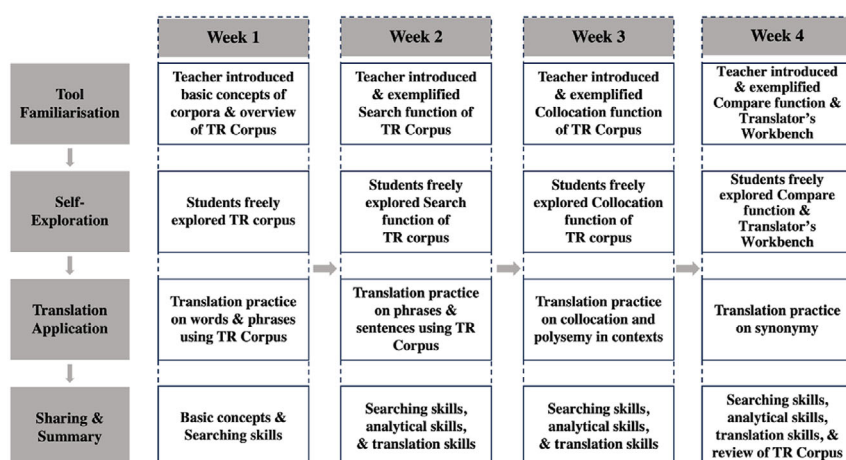 Week 1
Week 2
Week 3
Week 4
Tool
Familiarisation
Teacher introduced
basic concepts of
corpora & overview
of TR Corpus
Teacher introduced
& exemplified
Search function of
TR Corpus
Teacher introduced
& exemplified
Collocation function
of TR Corpus
Teacher introduced
& exemplified
Compare function &
Translator's
Workbench
Self-
Exploration
Students freely
explored TR corpus
Students freely
explored Search
function of
TR corpus
Students freely
explored Collocation
function of
TR corpus
Students freely
explored Compare
function &
Translator's
Workbench
Translation
Application
Translation practice
on words & phrases
using TR Corpus
Translation practice
on phrases &
sentences using TR
Corpus
Translation practice
on collocation and
polysemy in contexts
Translation practice
on synonymy
Sharing &
Summary
Basic concepts &
Searching skills
Searching skills,
analytical skills,
& translation skills
Searching skills,
analytical skills,
& translation skills
Searching skills,
analytical skills,
translation skills, &
review of TR Corpus